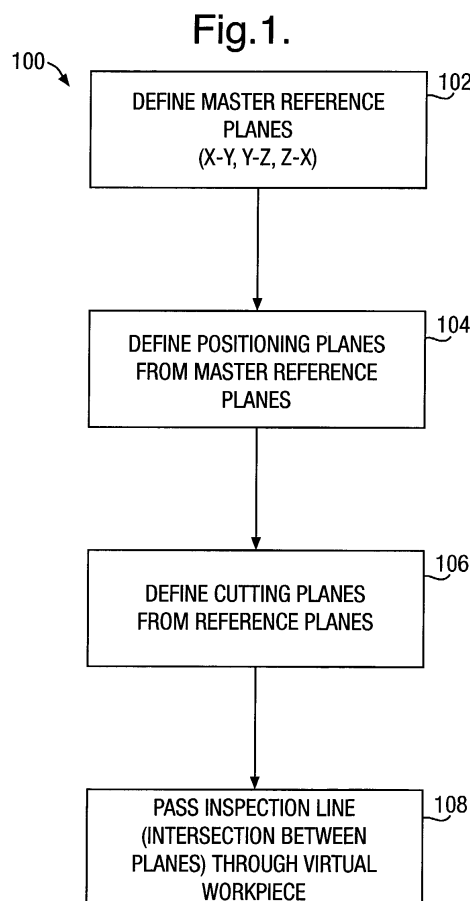 Fig.1.
100
102
DEFINE MASTER REFERENCE
PLANES
(X-Y, Y-Z, Z-X)
104
DEFINE POSITIONING PLANES
FROM MASTER REFERENCE
PLANES
106
DEFINE CUTTING PLANES
FROM REFERENCE PLANES
108
PASS INSPECTION LINE
(INTERSECTION BETWEEN
PLANES) THROUGH VIRTUAL
WORKPIECE